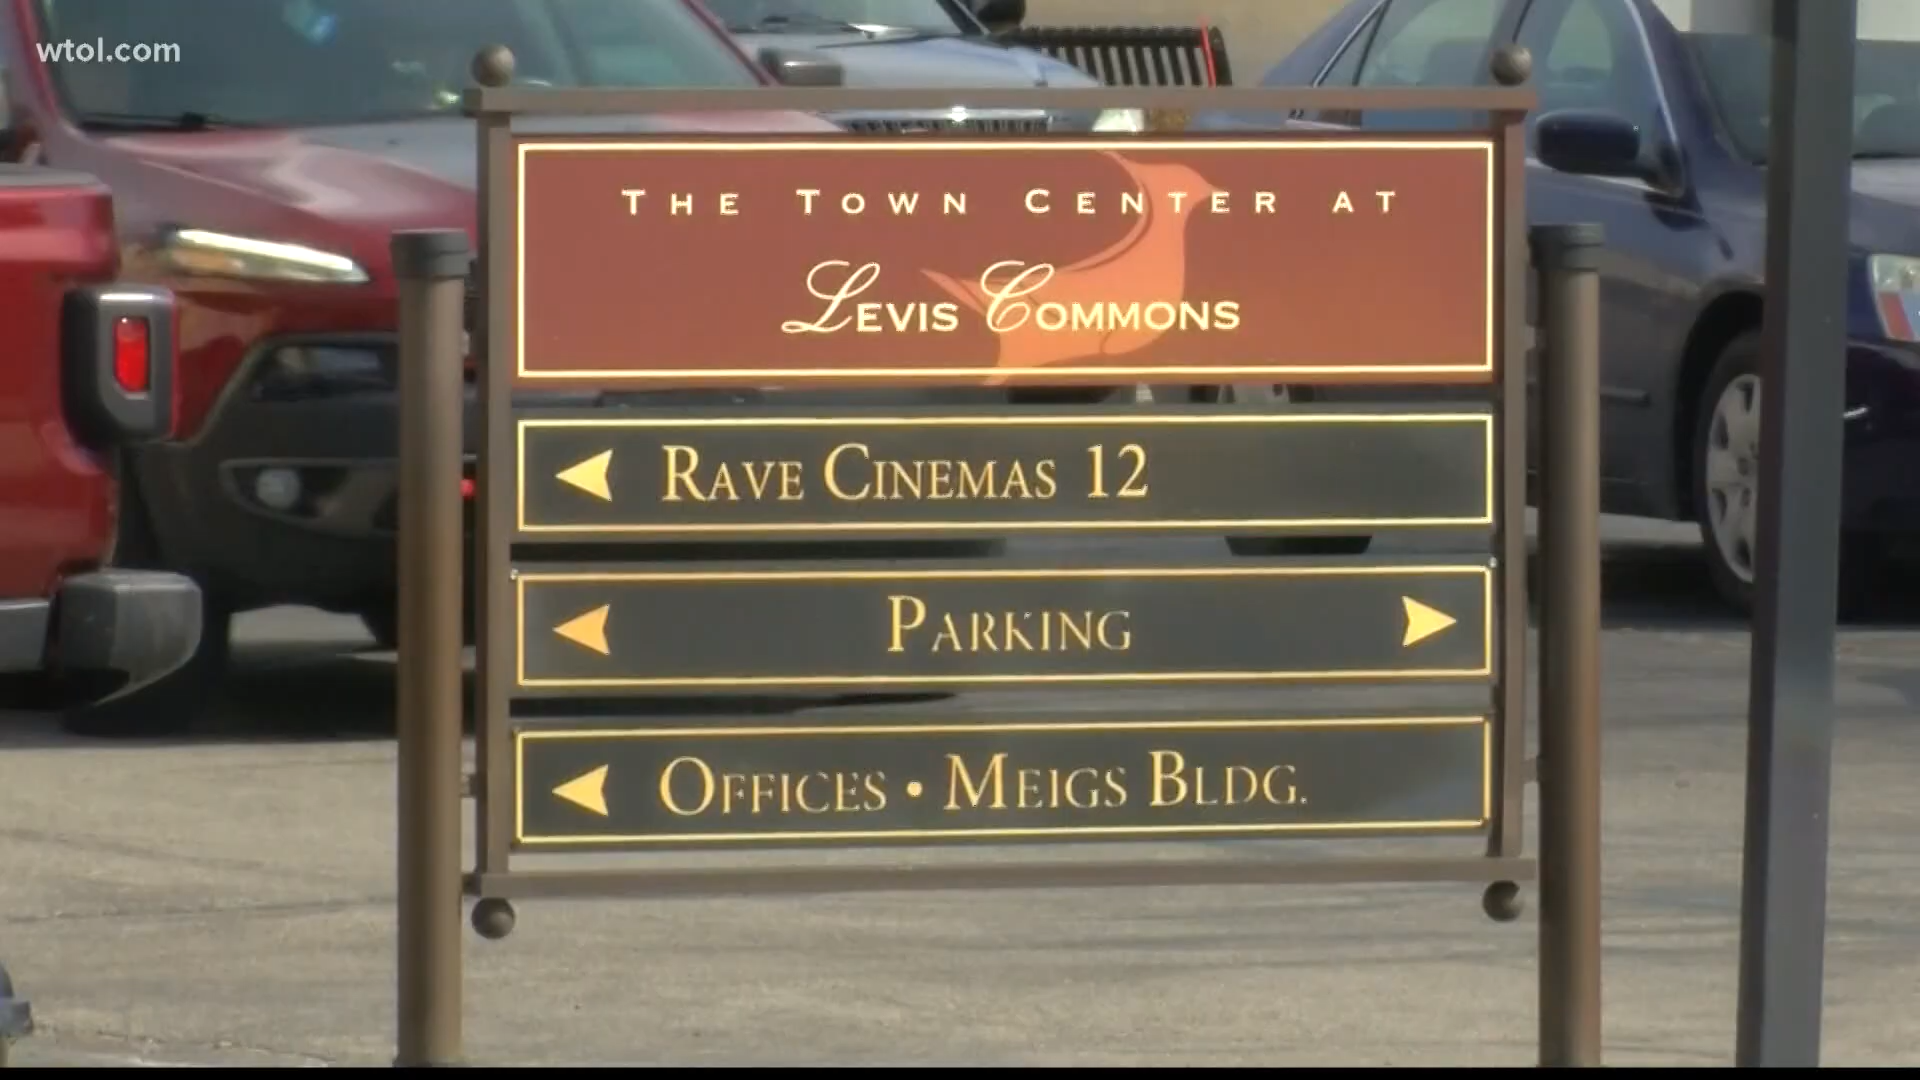 wtol.com
THE TOWN CENTER AT
LEVIS COMMONS
RAVE CINEMAS 12
PARKING
OFFICES • MEIGS BLDG.